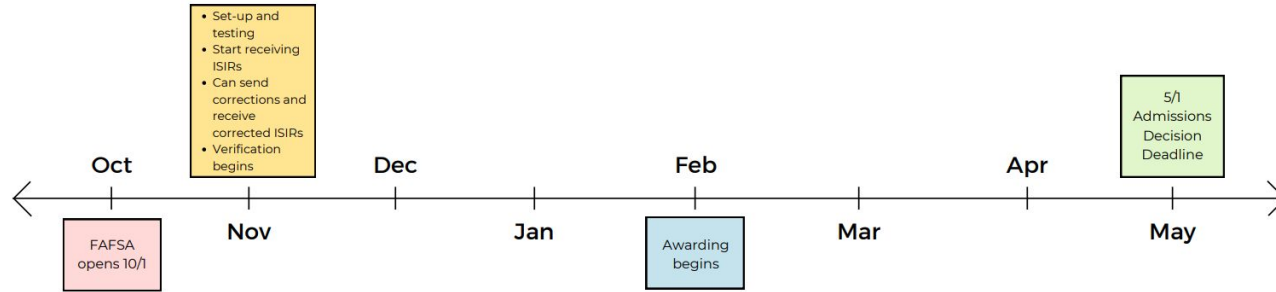 • Set-up and
testing
• Start receiving
ISIRs
• Can send
corrections and
receive
corrected ISIRs
• Verification
begins
5/1
Admissions
Decision
Deadline
Oct
Dec
Feb
Apr
FAFSA
opens 10/1
Nov
Jan
Awarding
begins
Mar
May